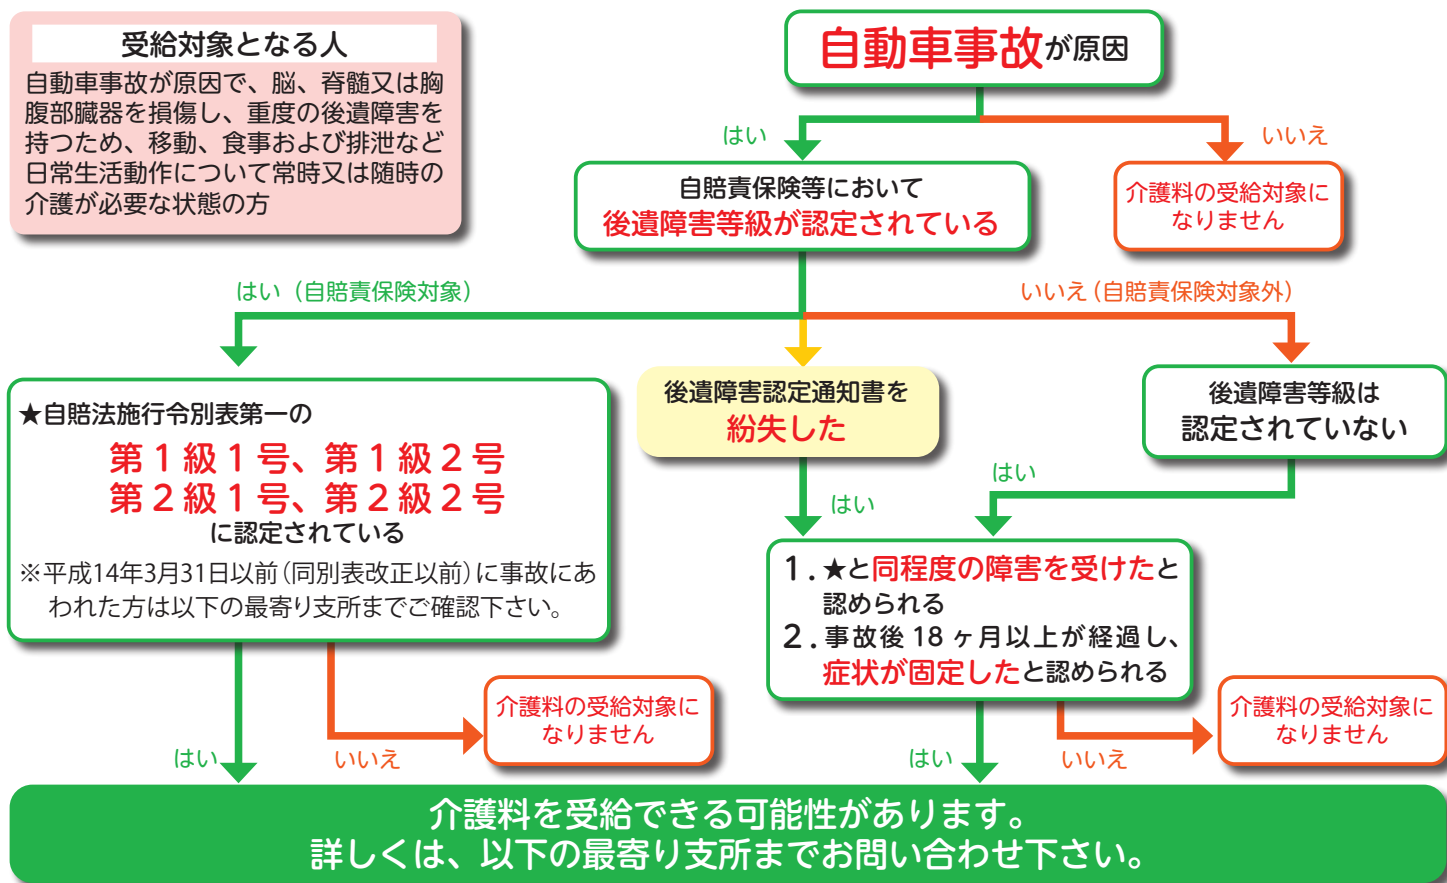 受給対象となる人
自動車事故が原因で、脳、脊髄又は胸
腹部臓器を損傷し、重度の後遺障害を
持つため、移動、食事および排泄など
日常生活動作について常時又は随時の
介護が必要な状態の方
自動車事故が原因
はい
いいえ
自賠責保険等において
後遺障害等級が認定されている
介護料の受給対象に
なりません
はい（自賠責保険対象）
いいえ（自賠責保険対象外）
★自賠法施行令別表第一の
第１級１号、第１級２号
第２級１号、第２級２号
に認定されている
※平成14年3月31日以前（同別表改正以前）に事故にあ
われた方は以下の最寄り支所までご確認下さい。
後遺障害認定通知書を
紛失した
後遺障害等級は
認定されていない
はい
はい
１．★と同程度の障害を受けたと
認められる
２．事故後 18 ヶ月以上が経過し、
症状が固定したと認められる
介護料の受給対象に
なりません
介護料の受給対象に
なりません
はい
いいえ
はい
いいえ
介護料を受給できる可能性があります。
詳しくは、以下の最寄り支所までお問い合わせ下さい。